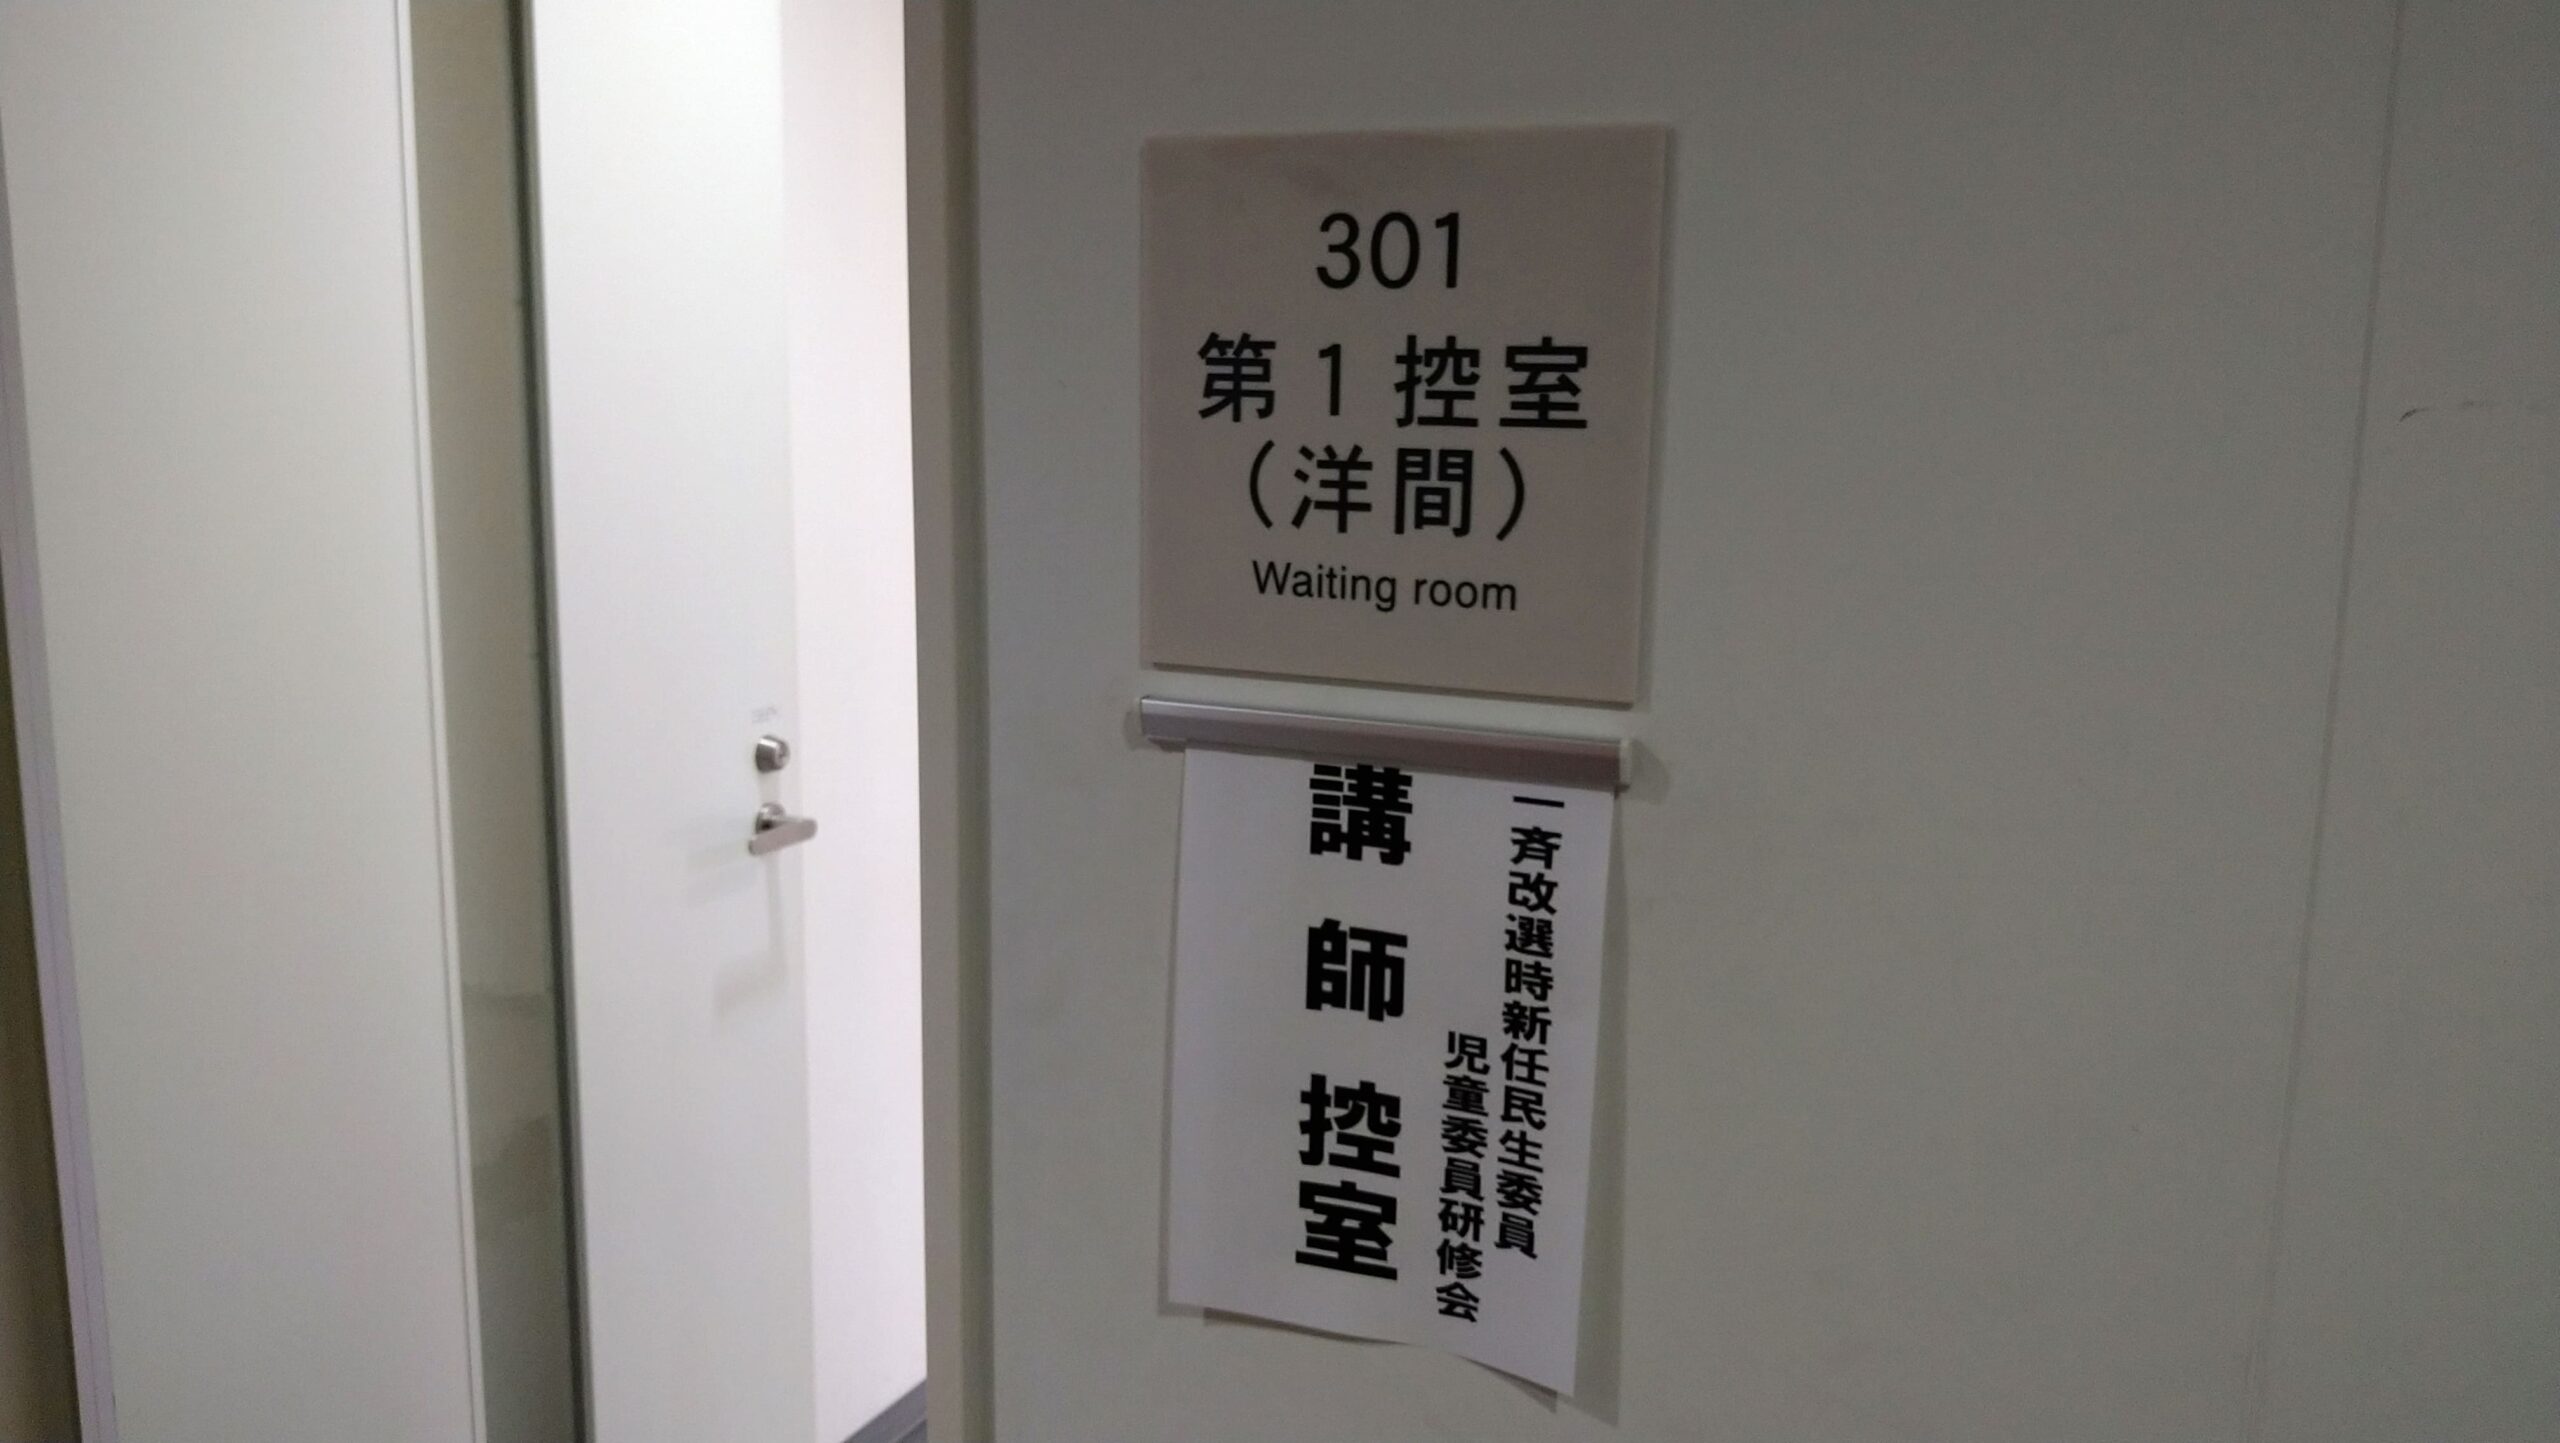 301
第1控室
(洋間)
Waiting room
一斉改選時新任民生委員
児童委員研修会
講師控室